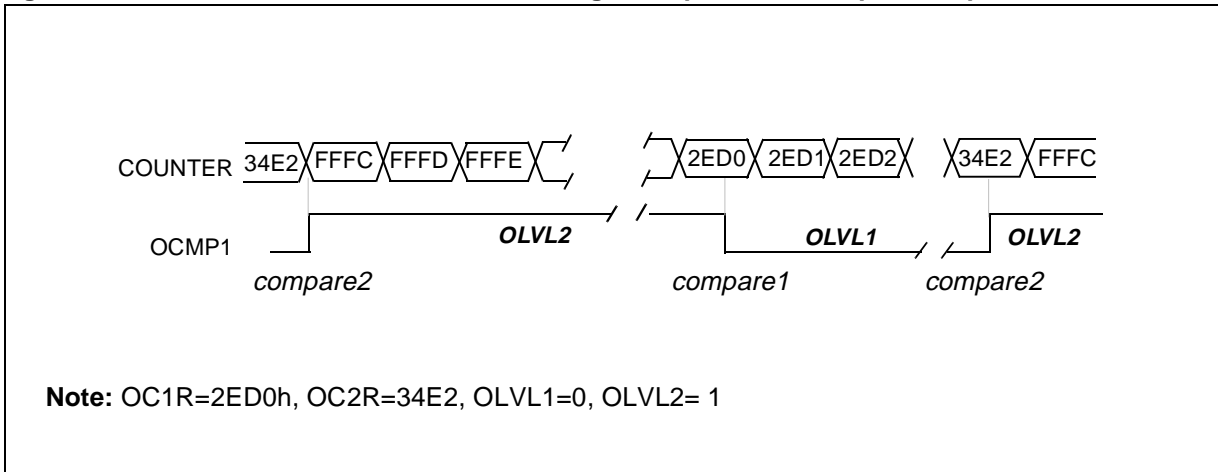 COUNTER 34E2 FFFC FFFD FFFE 2ED0 2ED1 2ED2 34E2 FFFC
OCMP1 OLVL2 OLVL1 OLVL2
compare2 compare1 compare2
Note: OC1R=2ED0h, OC2R=34E2, OLVL1=0, OLVL2= 1